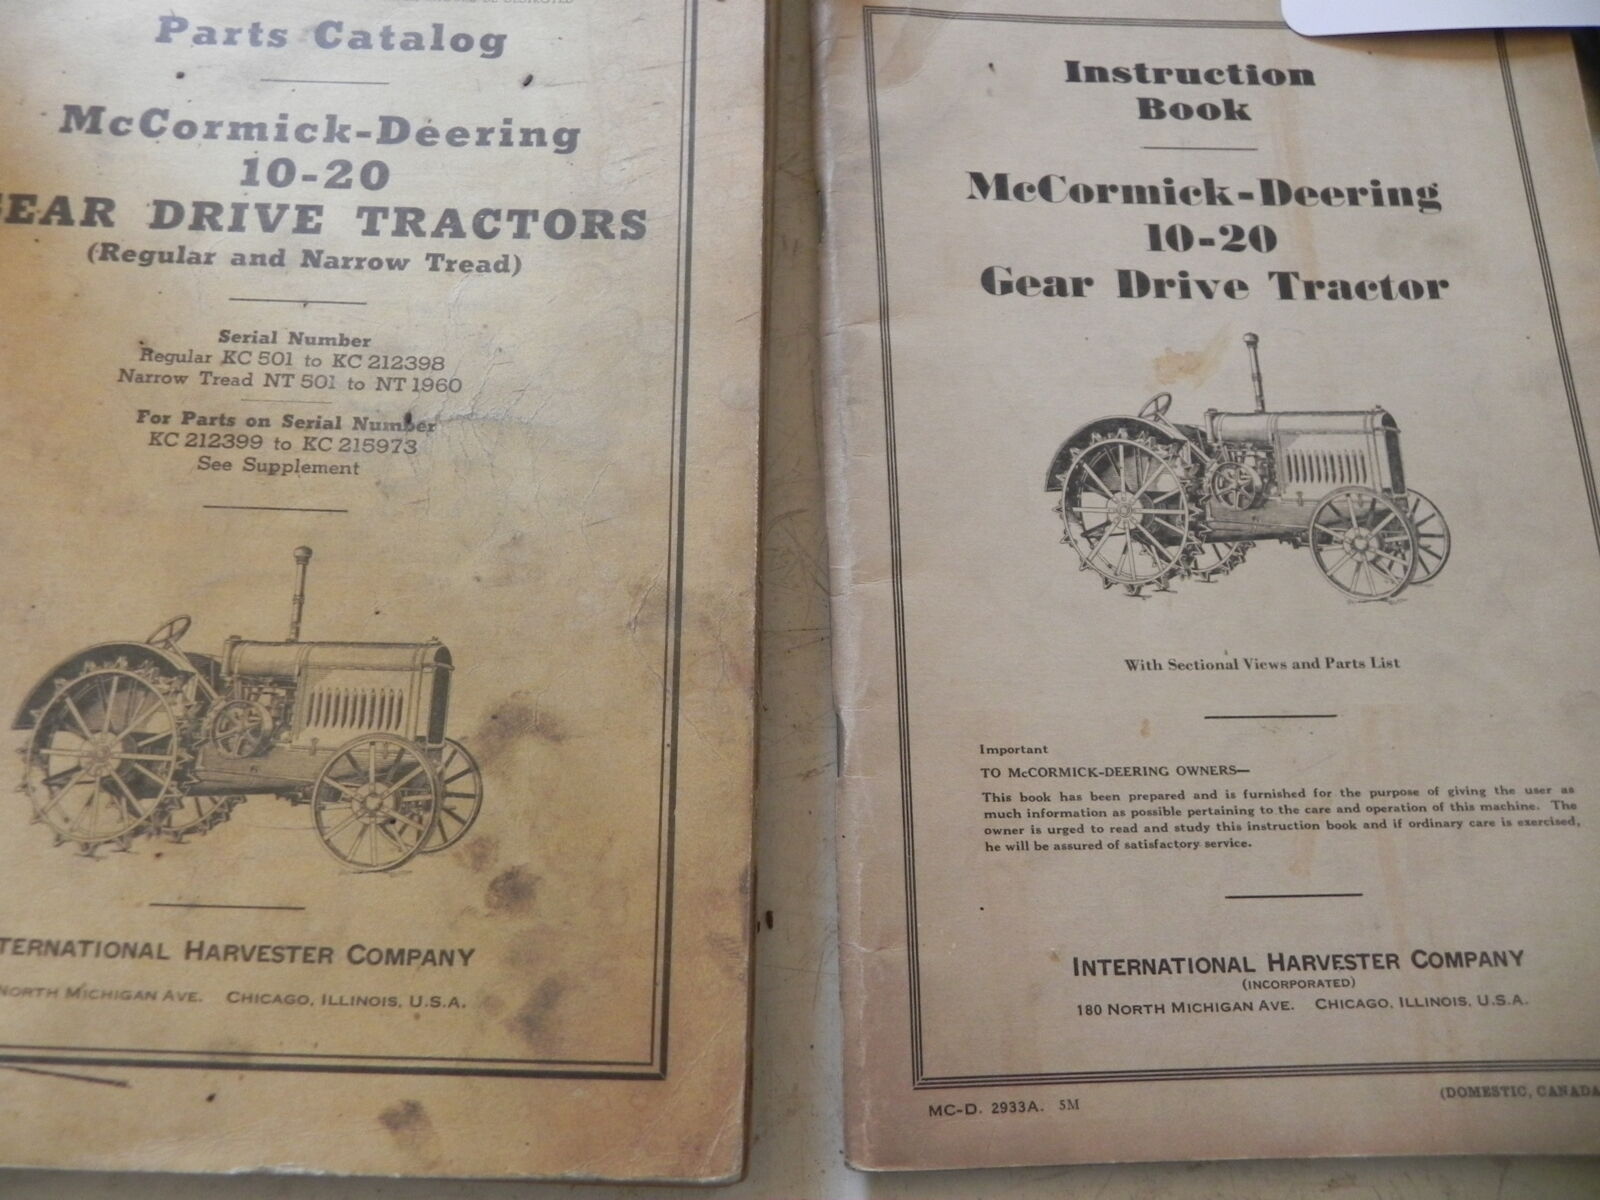 Parts Catalog
McCormick-Deering
10-20
GEAR DRIVE TRACTORS
(Regular and Narrow Tread)
Serial Number
Regular KC 501 to KC 212398
Narrow Tread NT 501 to NT 1960
For Parts on Serial Number
KC 212399 to KC 215973
See Supplement
INTERNATIONAL HARVESTER COMPANY
NORTH MICHIGAN AVE. CHICAGO, ILLINOIS, U.S.A.
Instruction
Book
McCormick-Deering
10-20
Gear Drive Tractor
With Sectional Views and Parts List
Important
TO McCORMICK-DEERING OWNERS—
This book has been prepared and is furnished for the purpose of giving the user as
much information as possible pertaining to the care and operation of this machine. The
owner is urged to read and study this instruction book and if ordinary care is exercised,
he will be assured of satisfactory service.
INTERNATIONAL HARVESTER COMPANY
(INCORPORATED)
180 NORTH MICHIGAN AVE. CHICAGO, ILLINOIS, U.S.A.
MC-D. 2933A. 5M
(DOMESTIC, CANADA